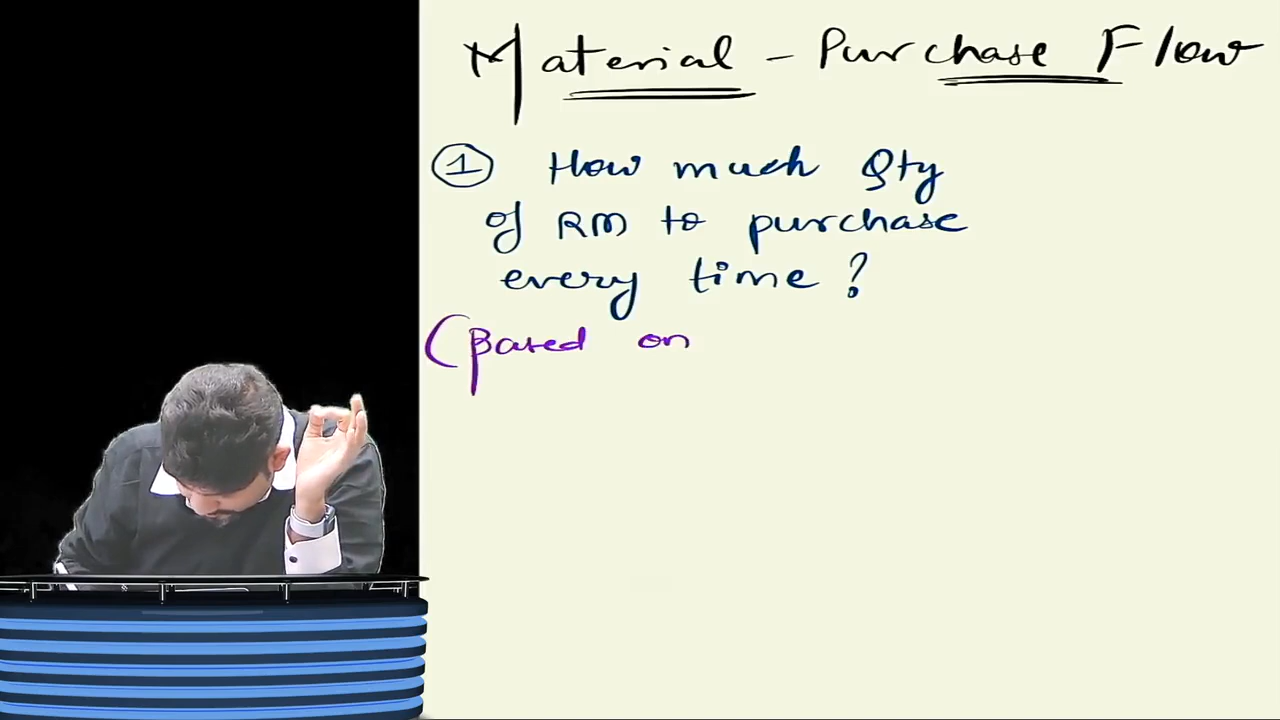 Material - Purchase Flow
① How much Qty
of RM to purchase
every time ?
(Based on